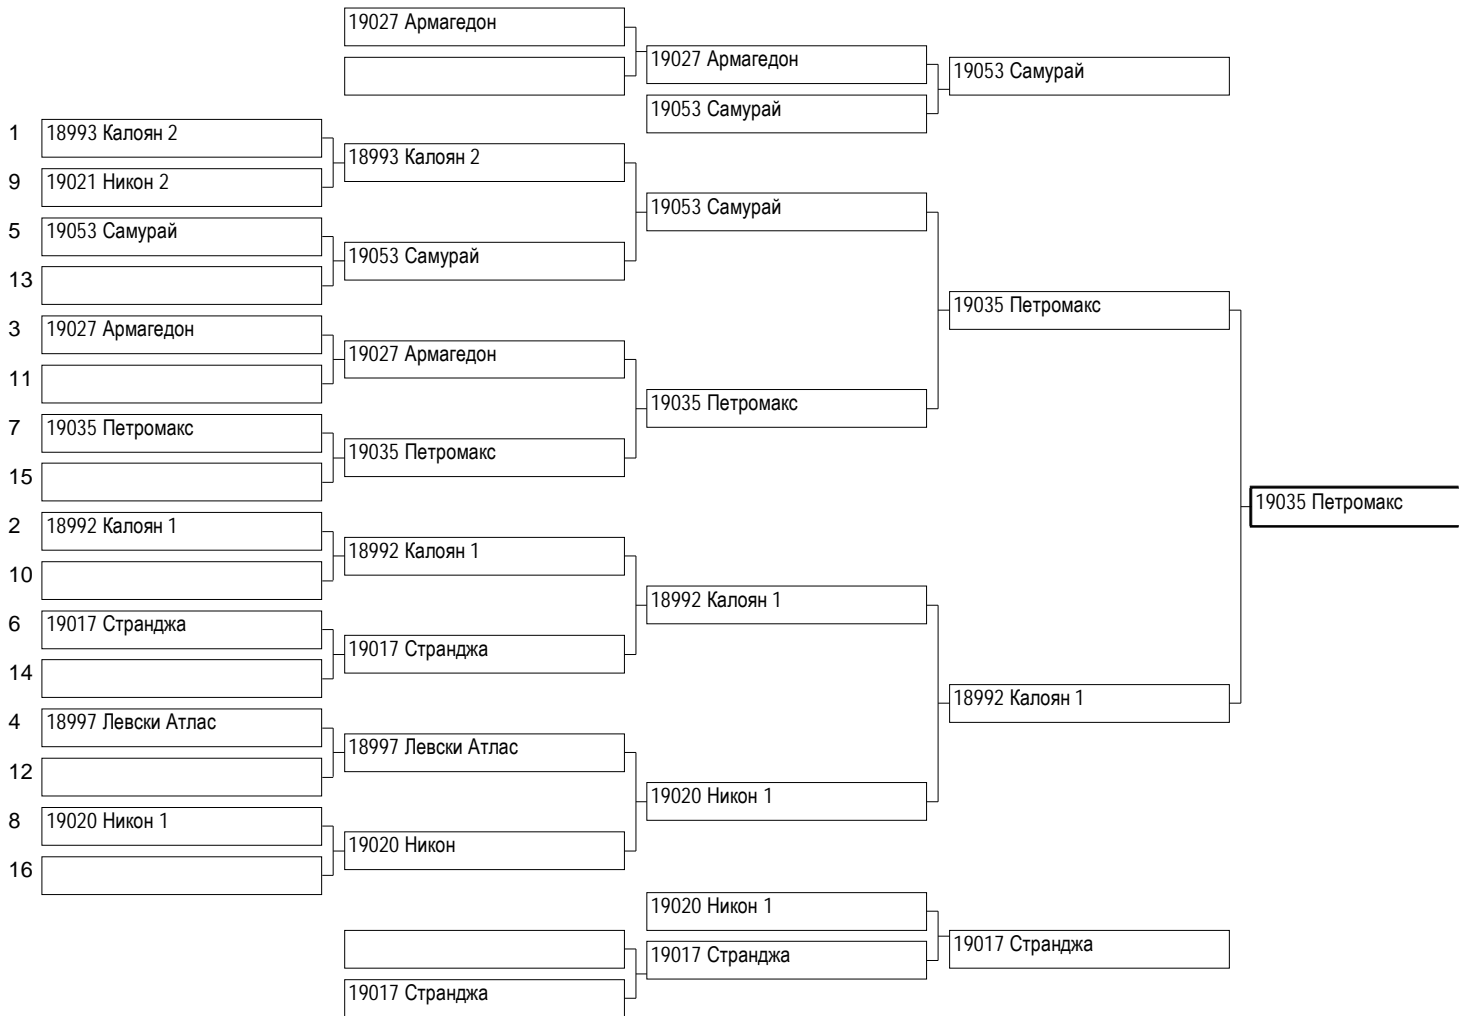 19027 Армагедон
19027 Армагедон
19053 Самурай
19053 Самурай
1 18993 Калоян 2
18993 Калоян 2
9 19021 Никон 2
19053 Самурай
5 19053 Самурай
19053 Самурай
13
19035 Петромакс
3 19027 Армагедон
19027 Армагедон
11
19035 Петромакс
7 19035 Петромакс
19035 Петромакс
15
19035 Петромакс
2 18992 Калоян 1
18992 Калоян 1
10
18992 Калоян 1
6 19017 Странджа
19017 Странджа
14
18992 Калоян 1
4 18997 Левски Атлас
18997 Левски Атлас
12
19020 Никон 1
8 19020 Никон 1
19020 Никон
16
19020 Никон 1
19017 Странджа
19017 Странджа
19017 Странджа